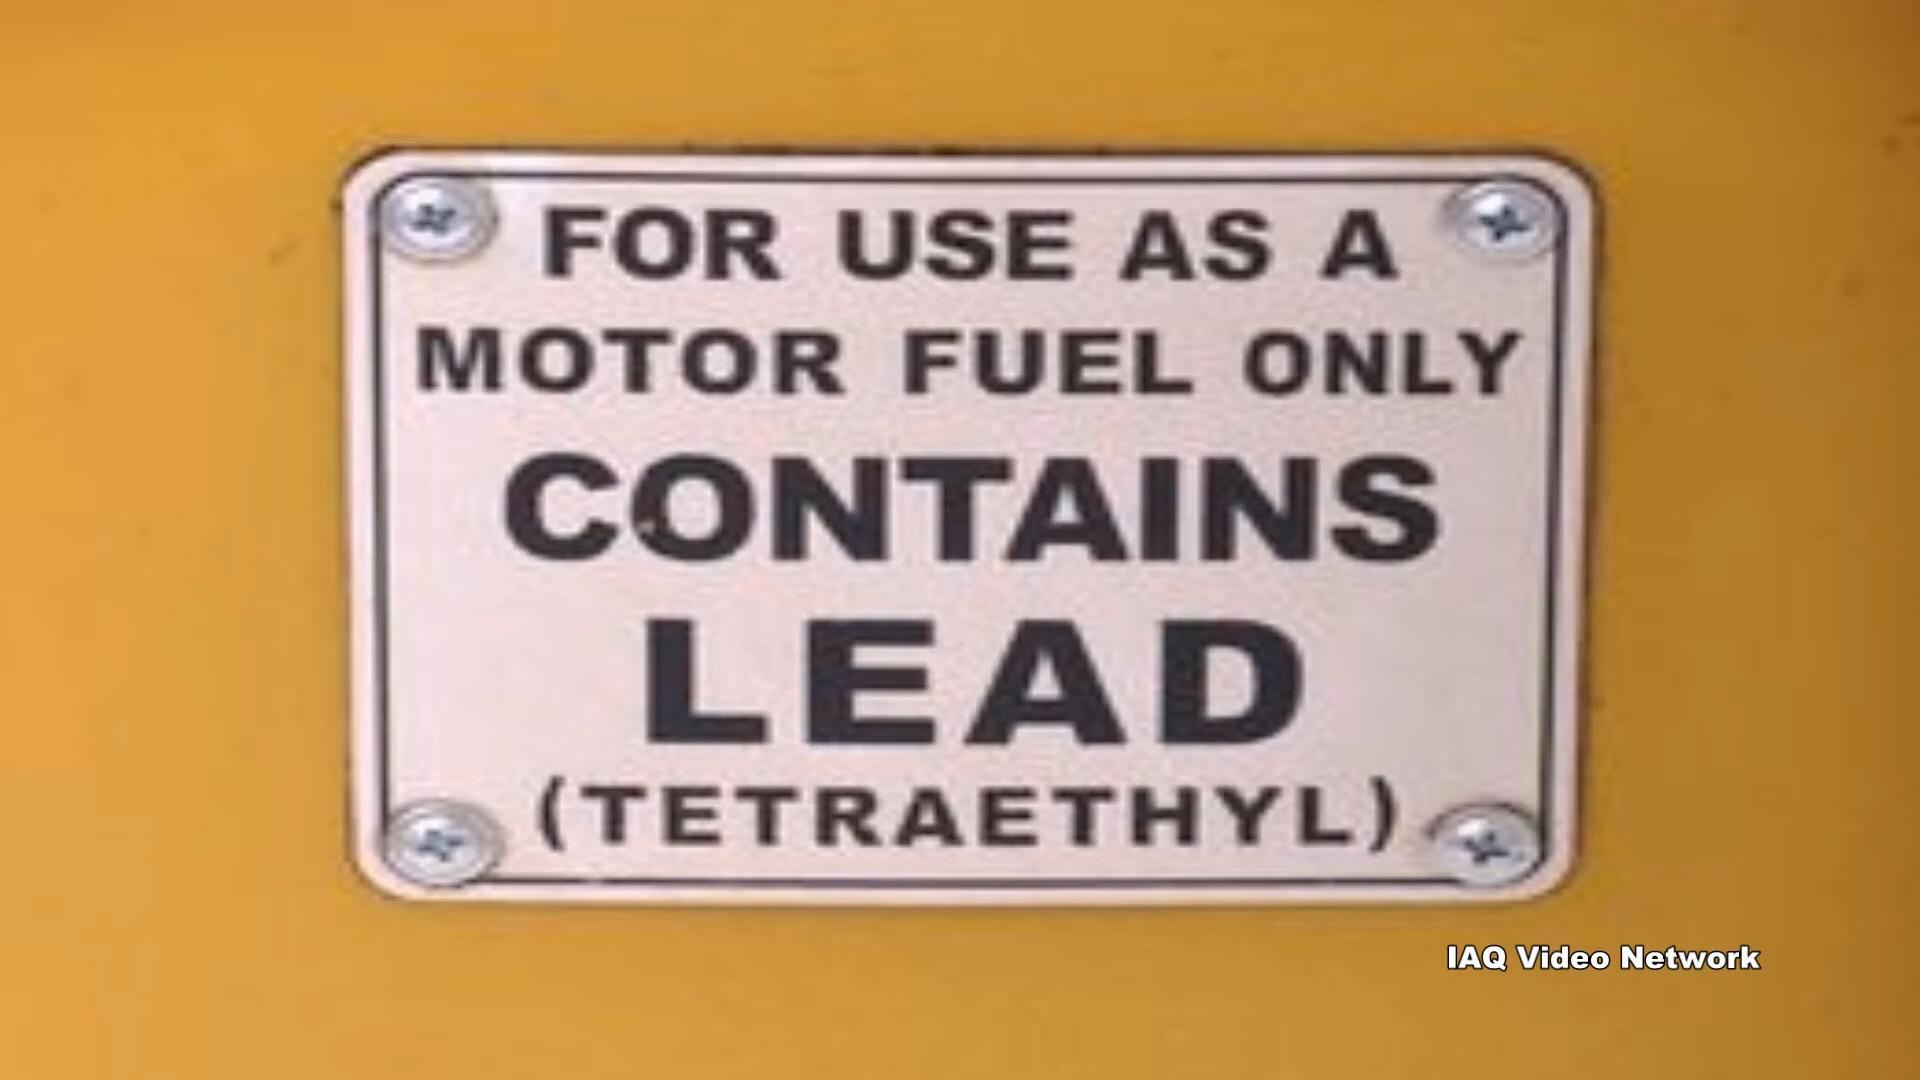 FOR USE AS A
MOTOR FUEL ONLY
CONTAINS
LEAD
(TETRAETHYL)
IAQ Video Network